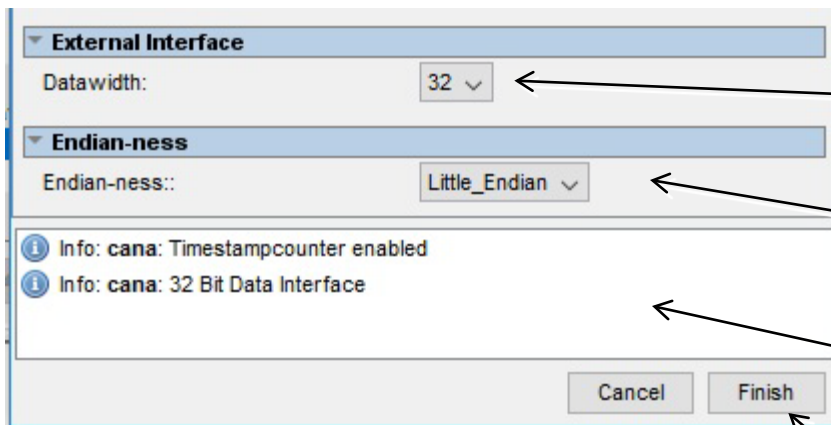 External Interface
Datawidth: 32
Endian-ness
Endian-ness:: Little_Endian
Info: cana: Timestampcounter enabled
Info: cana: 32 Bit Data Interface
Cancel Finish